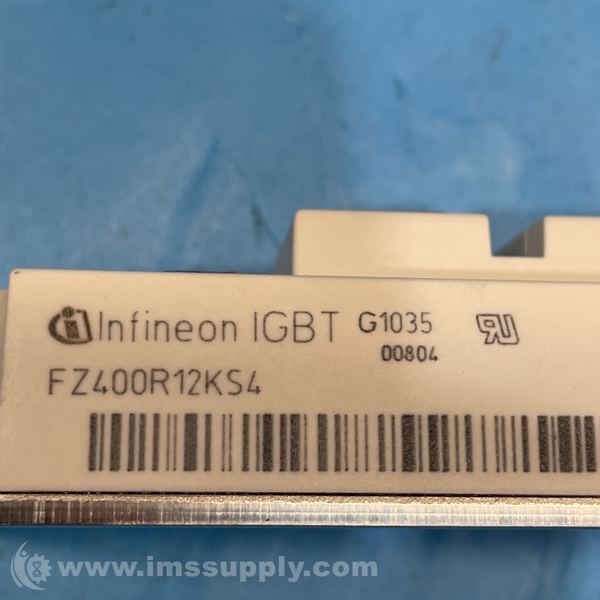 Infineon IGBT G1035
00804
FZ400R12KS4
www.imssupply.com